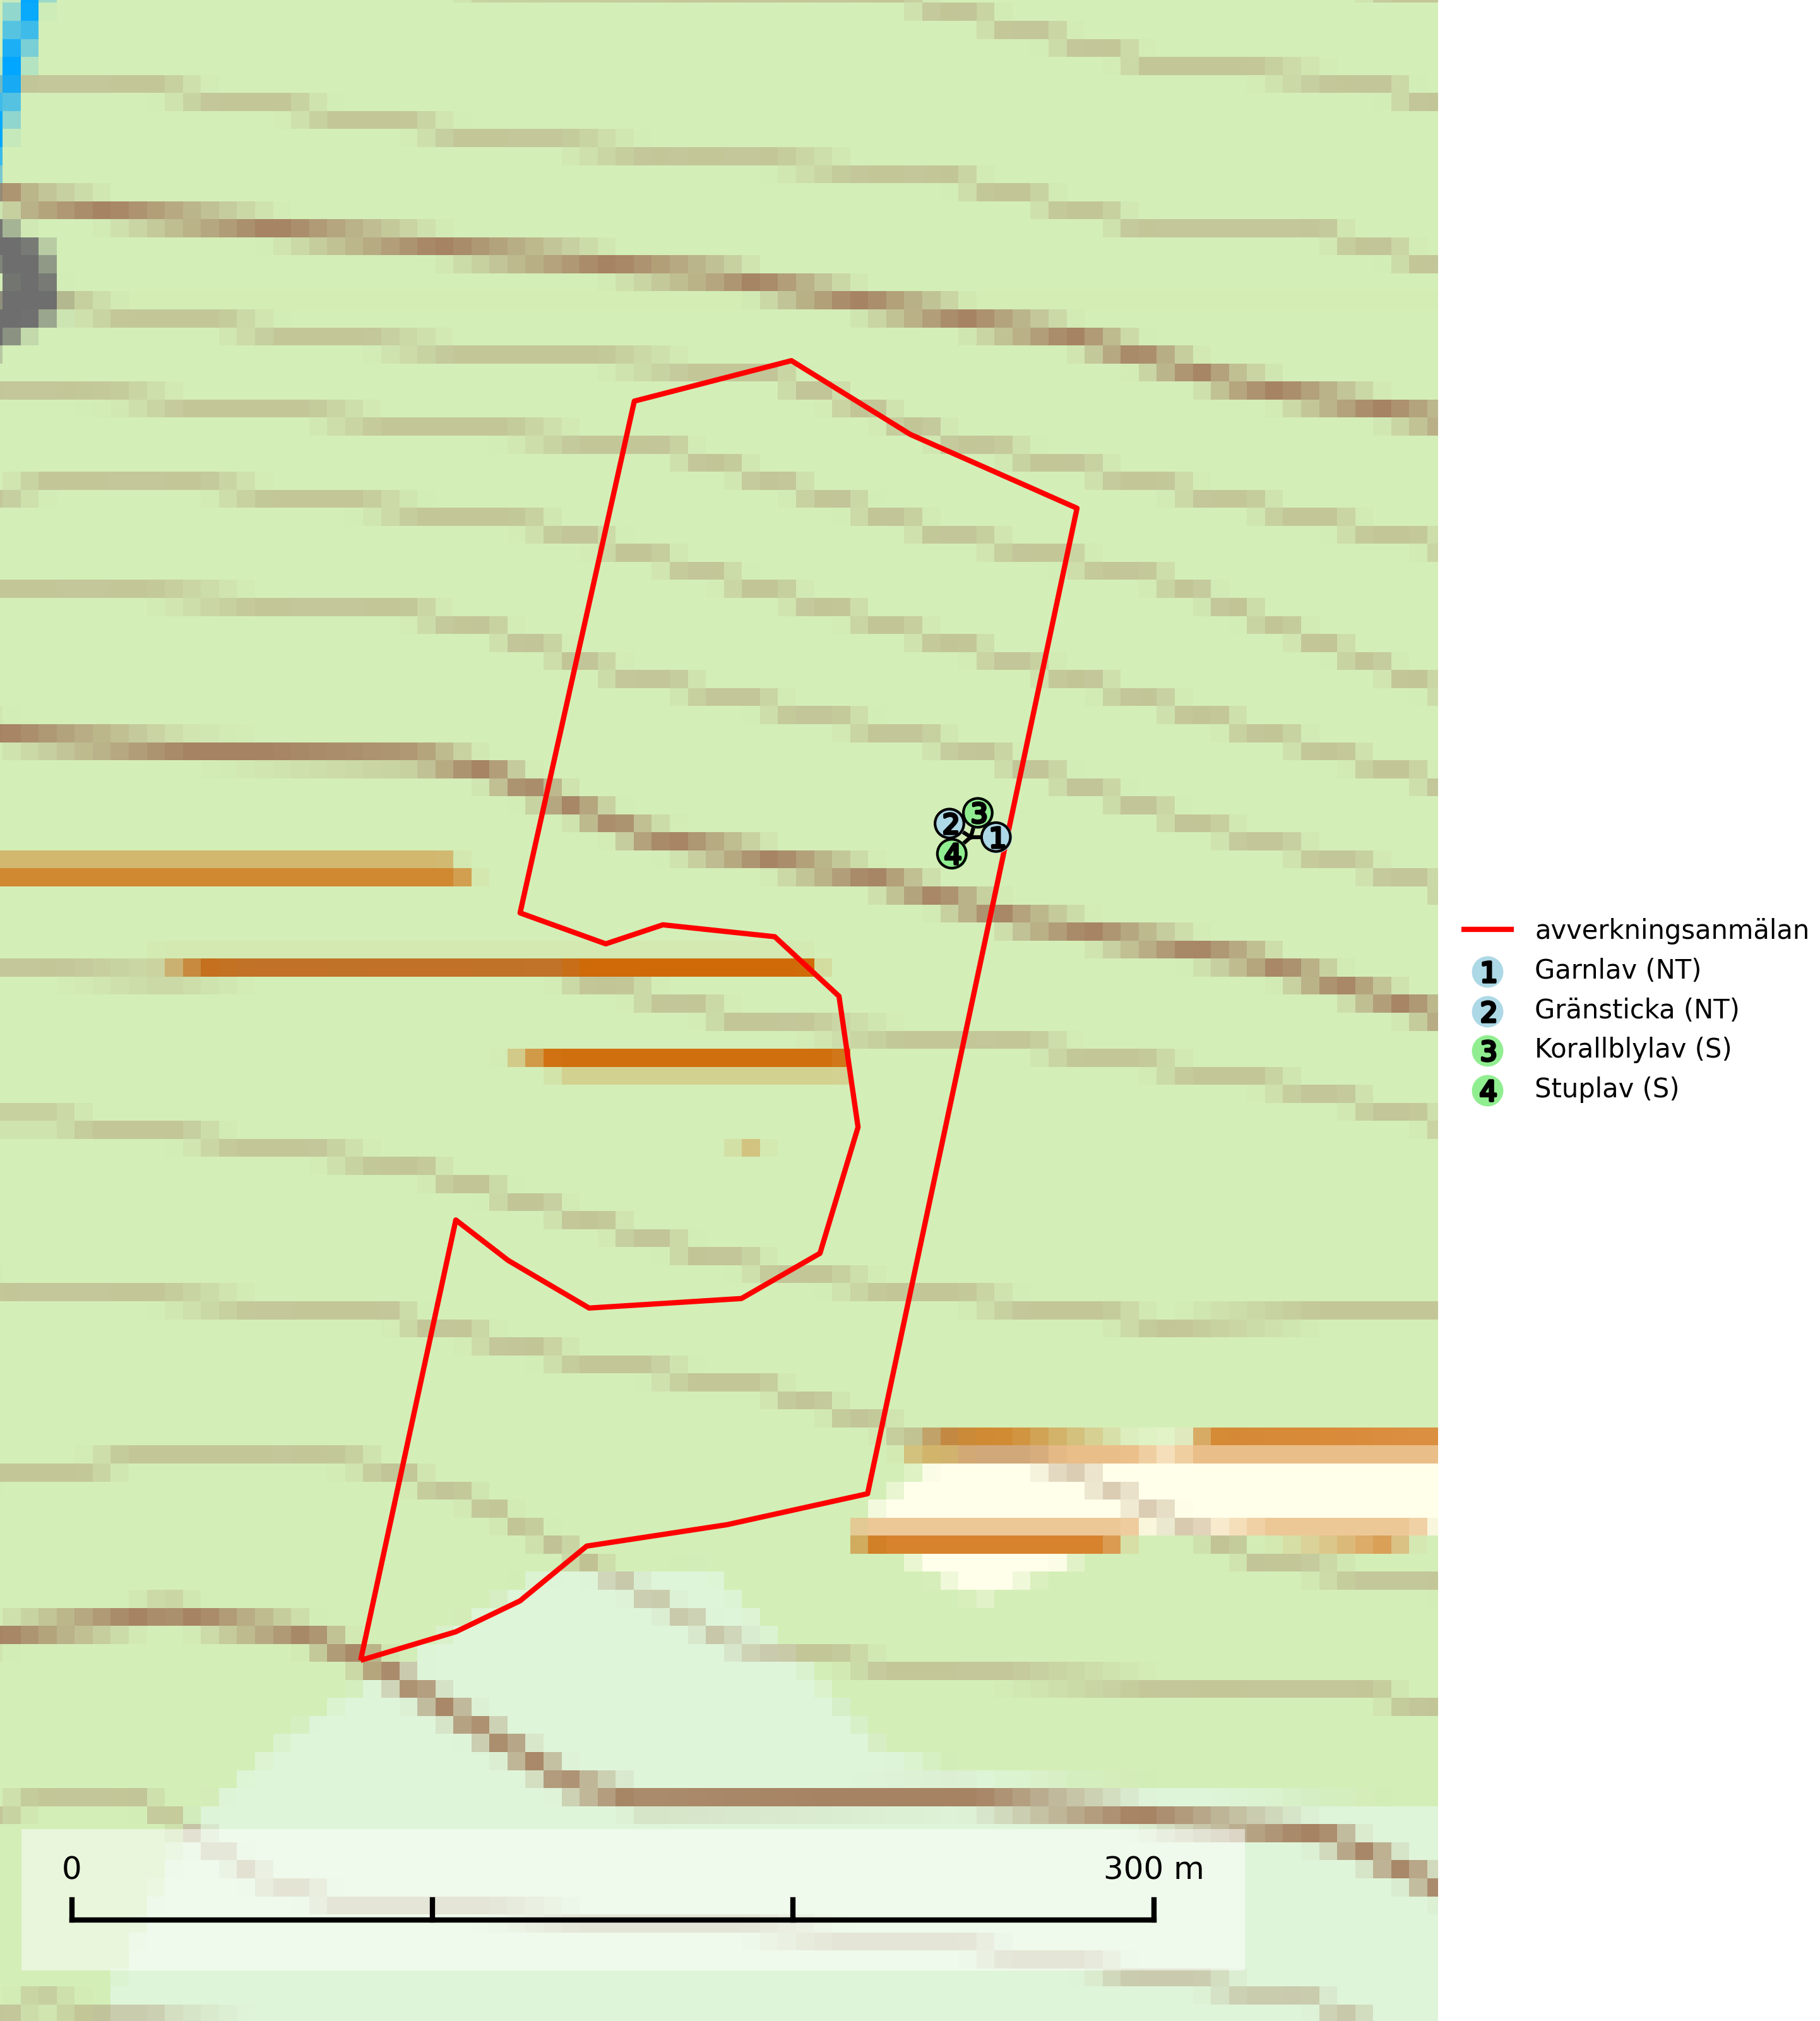 3
2
1
4
avverkningsanmälan
1 Garnlav (NT)
2 Gränsticka (NT)
3 Korallblylav (S)
4 Stuplav (S)
0 300 m